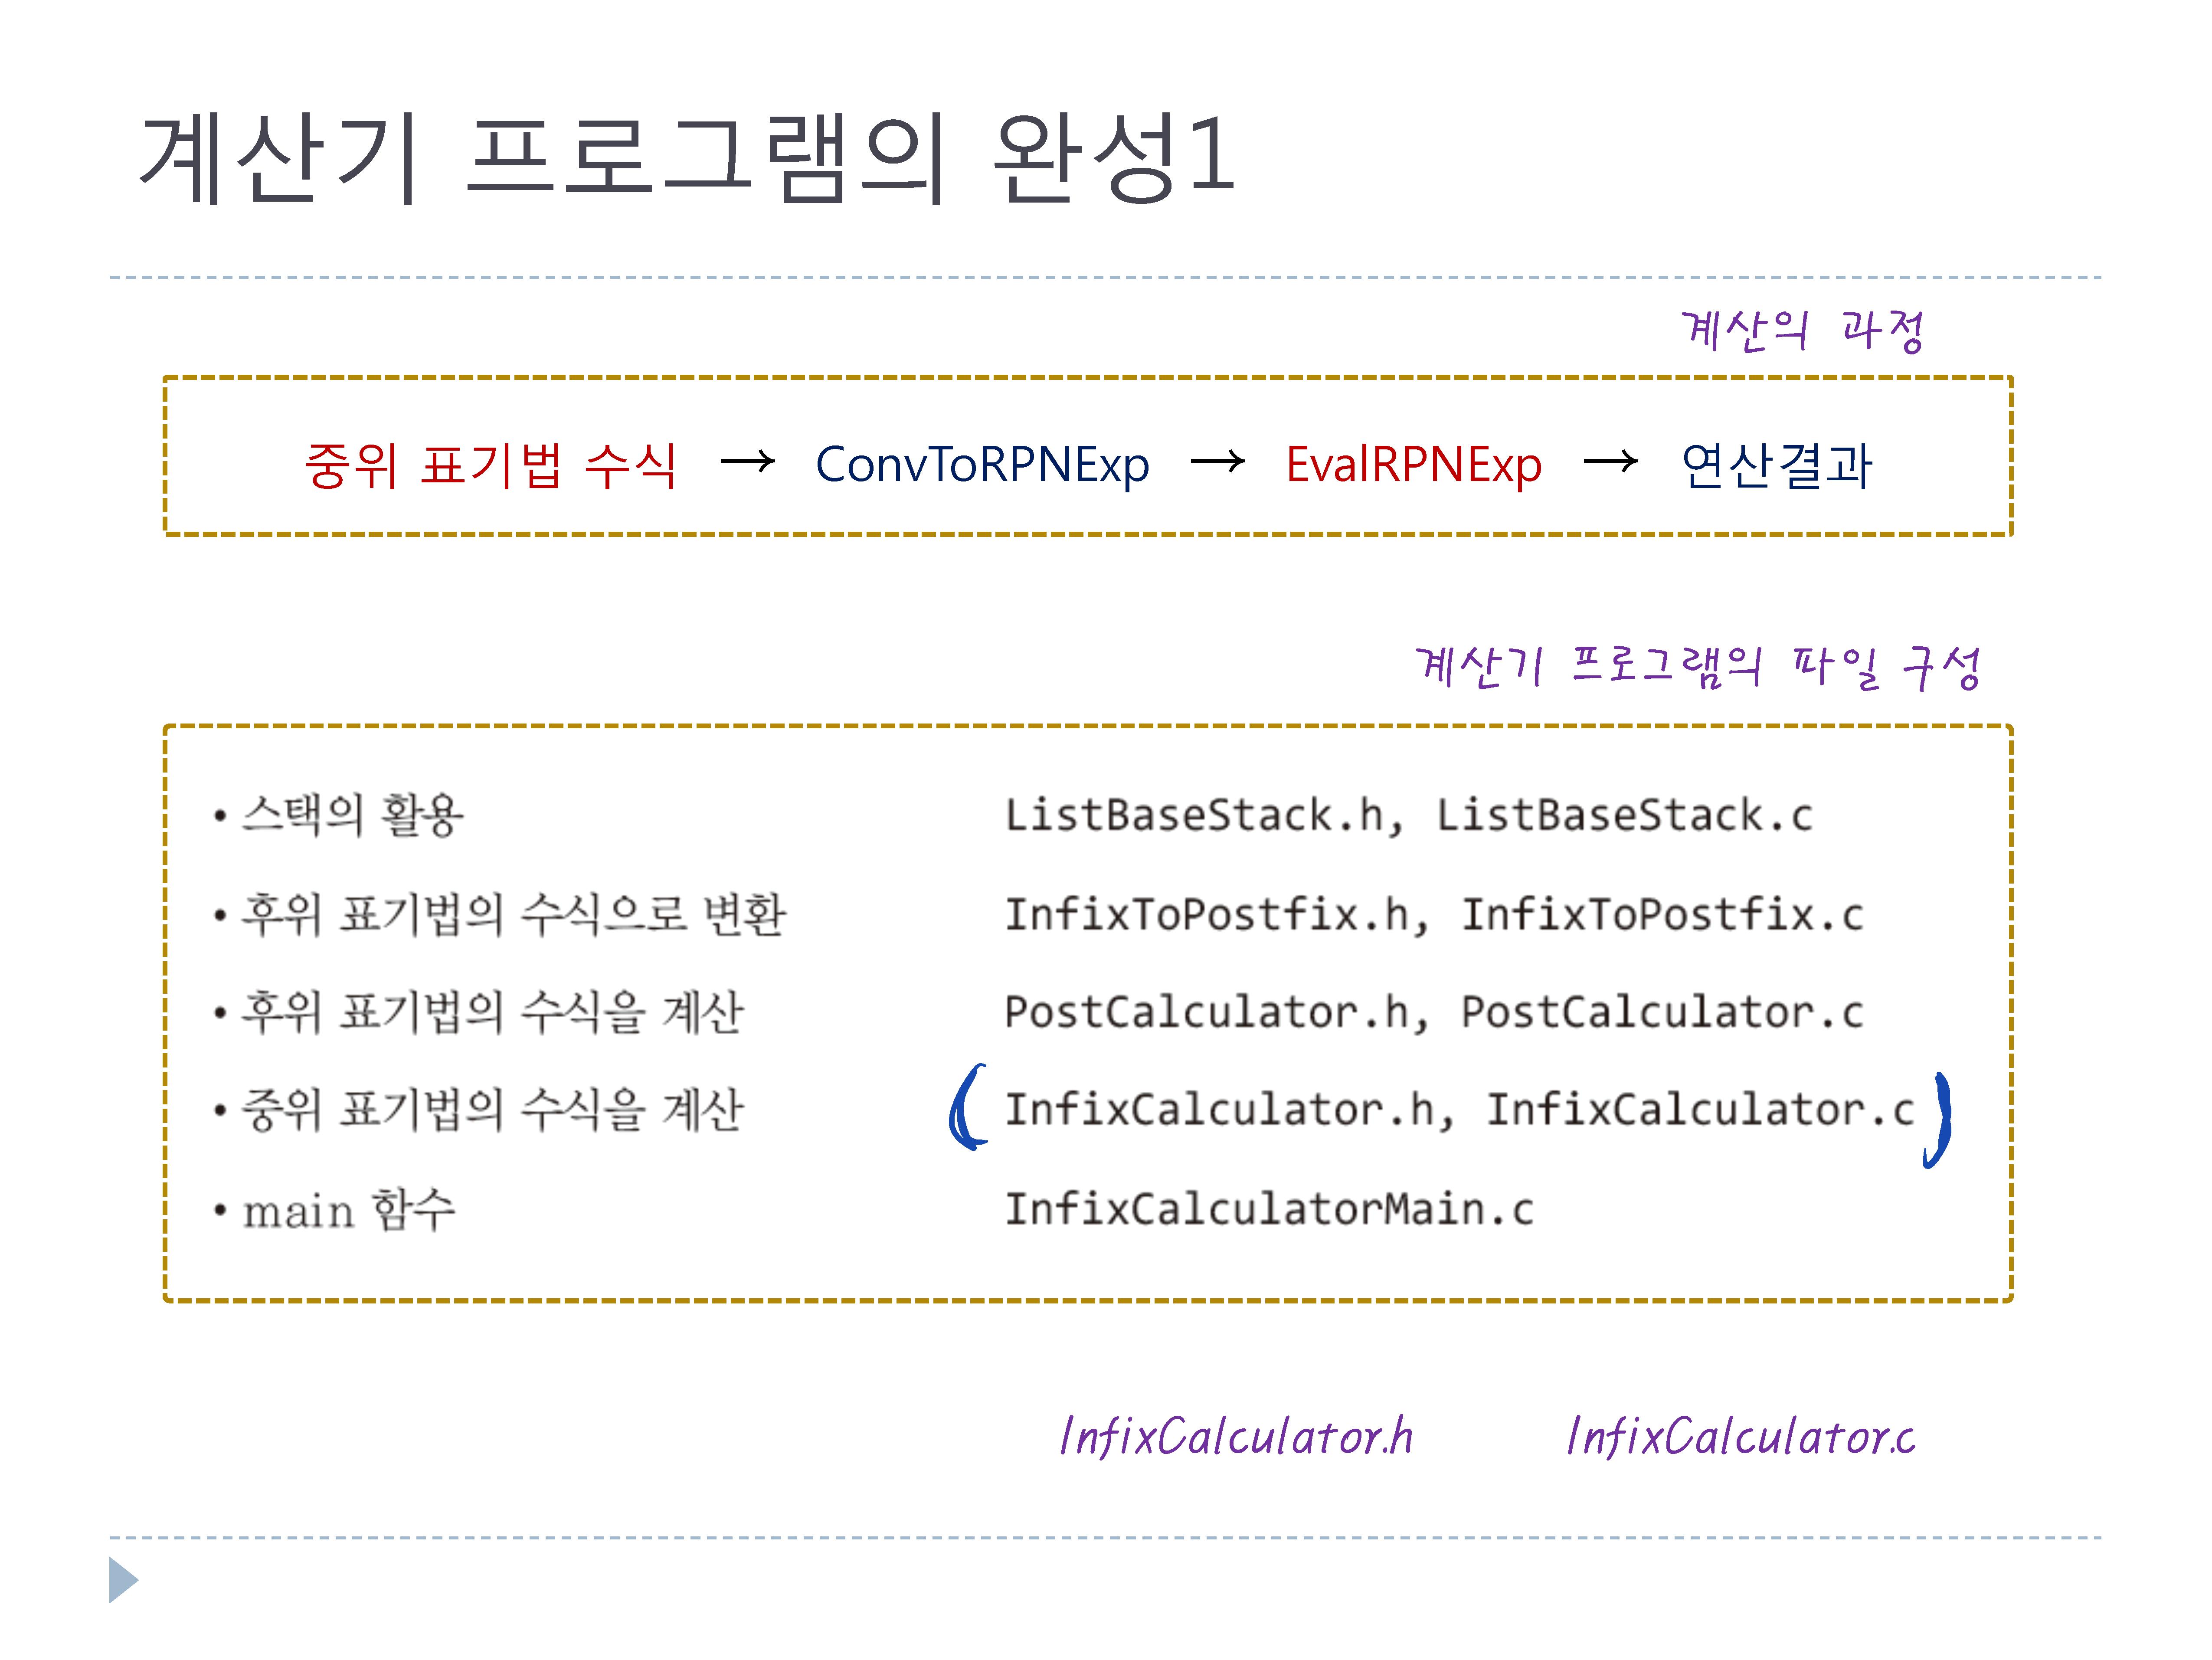 계산기 프로그램의 완성1
계산의 과정
중위 표기법 수식 → ConvToRPNExp → EvalRPNExp → 연산결과
계산기 프로그램의 파일 구성
• 스택의 활용 ListBaseStack.h, ListBaseStack.c
• 후위 표기법의 수식으로 변환 InfixToPostfix.h, InfixToPostfix.c
• 후위 표기법의 수식을 계산 PostCalculator.h, PostCalculator.c
• 중위 표기법의 수식을 계산 ( InfixCalculator.h, InfixCalculator.c )
• main 함수 InfixCalculatorMain.c
InfixCalculator.h InfixCalculator.c